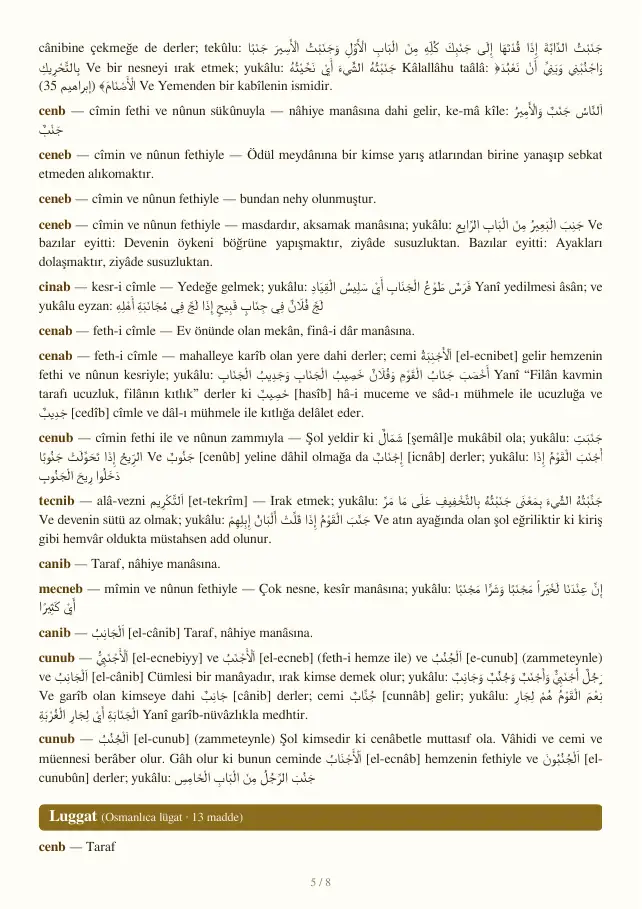 cânibine çekmeğe de derler; tekûlu: جَنَبْتُ الدَّابَّةَ إِذَا قُدْتَهَا إِلَى جَنْبِكَ كُلِّهِ مِنَ الْبَابِ الْأَوَّلِ وَجَنَبْتُ الْأَسِيرَ جَنْبًا
بِالتَّحْرِيكِ Ve bir nesneyi ırak etmek; yukâlu: جَنَبْتُهُ الشَّيْءَ أَيْ نَحَّيْتُهُ Kâlallâhu taâlâ: ﴿وَاجْنُبْنِي وَبَنِيَّ أَنْ نَعْبُدَ
الْأَصْنَامَ﴾ (إبراهيم 35) Ve Yemenden bir kabîlenin ismidir.
cenb — cîmin fethi ve nûnun sükûnuyla — nâhiye manâsına dahi gelir, ke-mâ kîle: اَلنَّاسُ جَنْبٌ وَالْأَمِيرُ
جَنْبٌ
ceneb — cîmin ve nûnun fethiyle — Ödül meydânına bir kimse yarış atlarından birine yanaşıp sebkat
etmeden alıkomaktır.
ceneb — cîmin ve nûnun fethiyle — bundan nehy olunmuştur.
ceneb — cîmin ve nûnun fethiyle — masdardır, aksamak manâsına; yukâlu: جَنِبَ الْبَعِيرُ مِنَ الْبَابِ الرَّابِعِ Ve
bazılar eyitti: Devenin öykeni böğrüne yapışmaktır, ziyâde susuzluktan. Bazılar eyitti: Ayakları
dolaşmaktır, ziyâde susuzluktan.
cinab — kesr-i cîmle — Yedeğe gelmek; yukâlu: فَرَسٌ طَوْعُ الْجِنَابِ أَيْ سَلِيسُ الْقِيَادِ Yanî yedilmesi âsân; ve
yukâlu eyzan: لَجَّ فُلَانٌ فِى جِنَابٍ قَبِيحٍ إِذَا لَجَّ فِى مُجَانَبَةِ أَهْلِهِ
cenab — feth-i cîmle — Ev önünde olan mekân, finâ-i dâr manâsına.
cenab — feth-i cîmle — mahalleye karîb olan yere dahi derler; cemi اَلْأَجْنِبَةُ [el-ecnibet] gelir hemzenin
fethi ve nûnun kesriyle; yukâlu: أَخْصَبَ جَنَابُ الْقَوْمِ وَفُلَانٌ خَصِيبُ الْجَنَابِ وَجَدِيبُ الْجَنَابِ Yanî “Filân kavmin
tarafı ucuzluk, filânın kıtlık” derler ki خَصِيبٌ [hasîb] hâ-i muceme ve sâd-ı mühmele ile ucuzluğa ve
جَدِيبٌ [cedîb] cîmle ve dâl-ı mühmele ile kıtlığa delâlet eder.
cenub — cîmin fethi ile ve nûnun zammıyla — Şol yeldir ki شَمَالٌ [şemâl]e mukâbil ola; yukâlu: جَنَبَتِ
الرِّيحُ إِذَا تَحَوَّلَتْ جَنُوبًا Ve جَنُوبٌ [cenûb] yeline dâhil olmağa da إِجْنَابٌ [icnâb] derler; yukâlu: أَجْنَبَ الْقَوْمُ إِذَا
دَخَلُوا رِيحَ الْجَنُوبِ
tecnib — alâ-vezni اَلتَّكْرِيمِ [et-tekrîm] — Irak etmek; yukâlu: جَنَّبْتُهُ الشَّيْءَ بِمَعْنَى جَنَبْتُهُ بِالتَّخْفِيفِ عَلَى مَا مَرَّ
Ve devenin sütü az olmak; yukâlu: جَنَّبَ الْقَوْمُ إِذَا قَلَّتْ أَلْبَانُ إِبِلِهِمْ Ve atın ayağında olan şol eğriliktir ki kiriş
gibi hemvâr oldukta müstahsen add olunur.
canib — Taraf, nâhiye manâsına.
mecneb — mîmin ve nûnun fethiyle — Çok nesne, kesîr manâsına; yukâlu: إِنَّ عِنْدَنَا لَخَيْراً مَجْنَبًا وَشَرًّا مَجْنَبًا
أَيْ كَثِيرًا
canib — اَلْجَانِبُ [el-cânib] Taraf, nâhiye manâsına.
cunub — اَلْأَجْنَبِيُّ [el-ecnebiyy] ve اَلْأَجْنَبُ [el-ecneb] (feth-i hemze ile) ve اَلْجُنُبُ [e-cunub] (zammeteynle)
ve اَلْجَانِبُ [el-cânib] Cümlesi bir manâyadır, ırak kimse demek olur; yukâlu: رَجُلٌ أَجْنَبِيٌّ وَأَجْنَبُ وَجُنُبٌ وَجَانِبٌ
Ve garîb olan kimseye dahi جَانِبٌ [cânib] derler; cemi جُنَّابٌ [cunnâb] gelir; yukâlu: نِعْمَ الْقَوْمُ هُمْ لِجَارِ
الْجَنَابَةِ أَيْ لِجَارِ الْغُرْبَةِ Yanî garîb-nüvâzlıkla medhtir.
cunub — اَلْجُنُبُ [el-cunub] (zammeteynle) Şol kimsedir ki cenâbetle muttasıf ola. Vâhidi ve cemi ve
müennesi berâber olur. Gâh olur ki bunun ceminde اَلْأَجْنَابُ [el-ecnâb] hemzenin fethiyle ve اَلْجُنُبُونَ [el-
cunubûn] derler; yukâlu: جَنُبَ الرَّجُلُ مِنَ الْبَابِ الْخَامِسِ
Luggat (Osmanlıca lügat · 13 madde)
cenb — Taraf
5 / 8